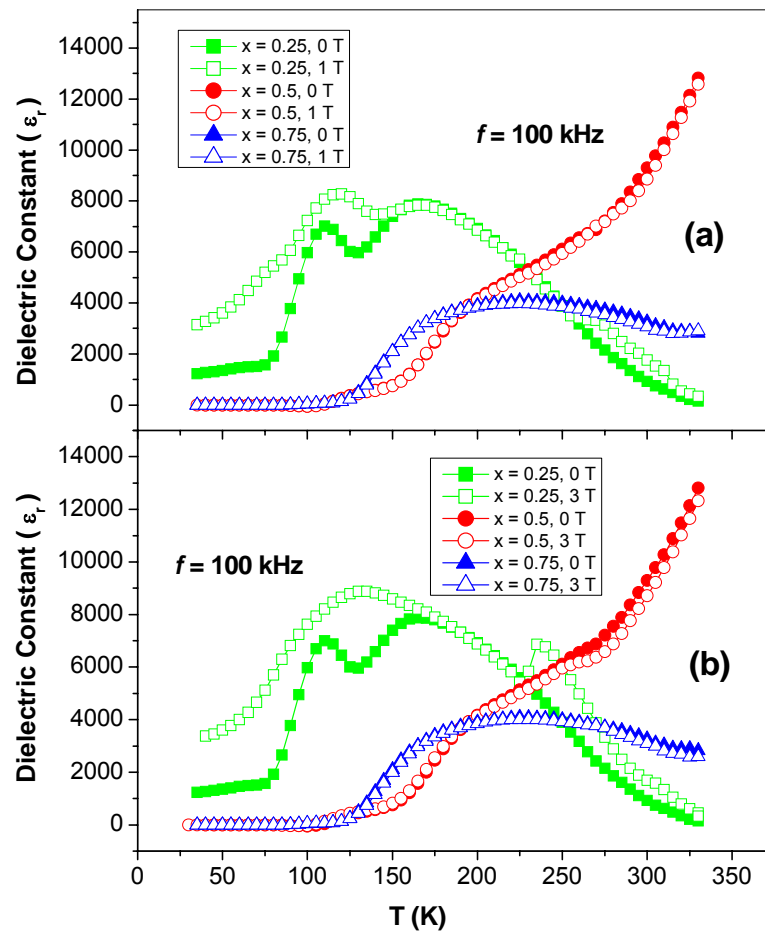 14000
12000
10000
8000
6000
4000
2000
0
Dielectric Constant ( εr)
x = 0.25, 0 T
x = 0.25, 1 T
x = 0.5, 0 T
x = 0.5, 1 T
x = 0.75, 0 T
x = 0.75, 1 T
f = 100 kHz
(a)
14000
12000
10000
8000
6000
4000
2000
0
Dielectric Constant ( εr)
x = 0.25, 0 T
x = 0.25, 3 T
x = 0.5, 0 T
x = 0.5, 3 T
x = 0.75, 0 T
x = 0.75, 3 T
f = 100 kHz
(b)
0 50 100 150 200 250 300 350
T (K)